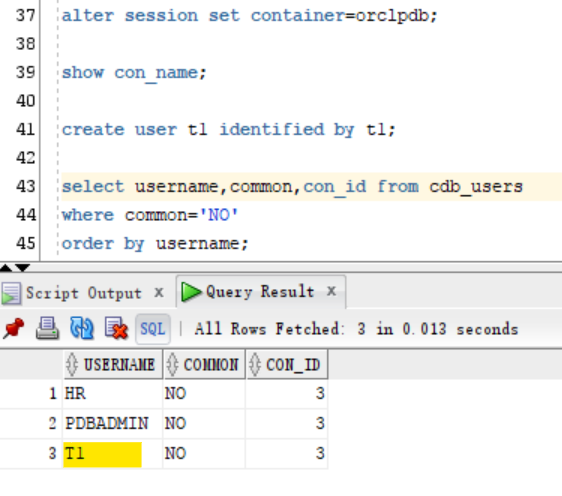 37 alter session set container=orclpdb;
38
39 show con_name;
40
41 create user t1 identified by t1;
42
43 select username,common,con_id from cdb_users
44 where common='NO'
45 order by username;
Script Output x Query Result x
SQL | All Rows Fetched: 3 in 0.013 seconds
USERNAME COMMON CON_ID
1 HR NO 3
2 PDBADMIN NO 3
3 T1 NO 3